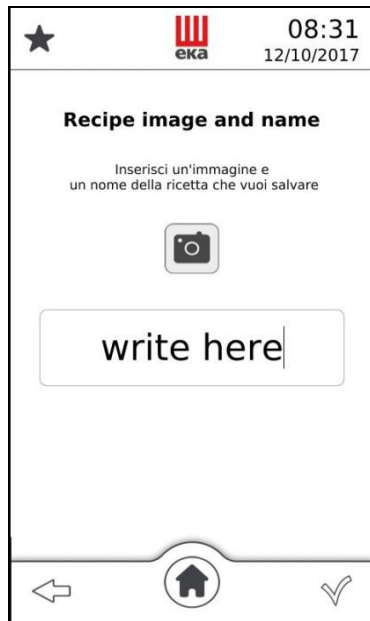 08:31
eka
12/10/2017
Recipe image and name
Inserisci un'immagine e
un nome della ricetta che vuoi salvare
write here